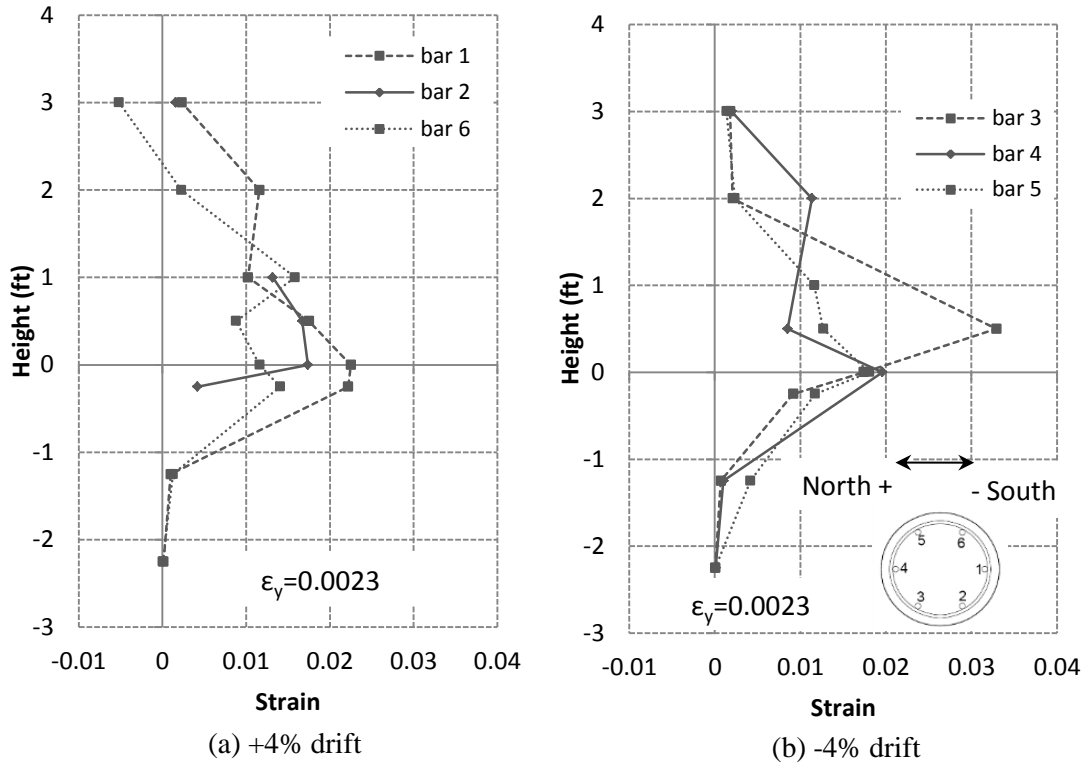 4
3
2
1
0
-1
-2
-3
Height (ft)
-0.01 0 0.01 0.02 0.03 0.04
Strain
bar 1
bar 2
bar 6
εy=0.0023
(a) +4% drift
4
3
2
1
0
-1
-2
-3
Height (ft)
-0.01 0 0.01 0.02 0.03 0.04
Strain
bar 3
bar 4
bar 5
North +
- South
5 6
4 1
3 2
εy=0.0023
(b) -4% drift